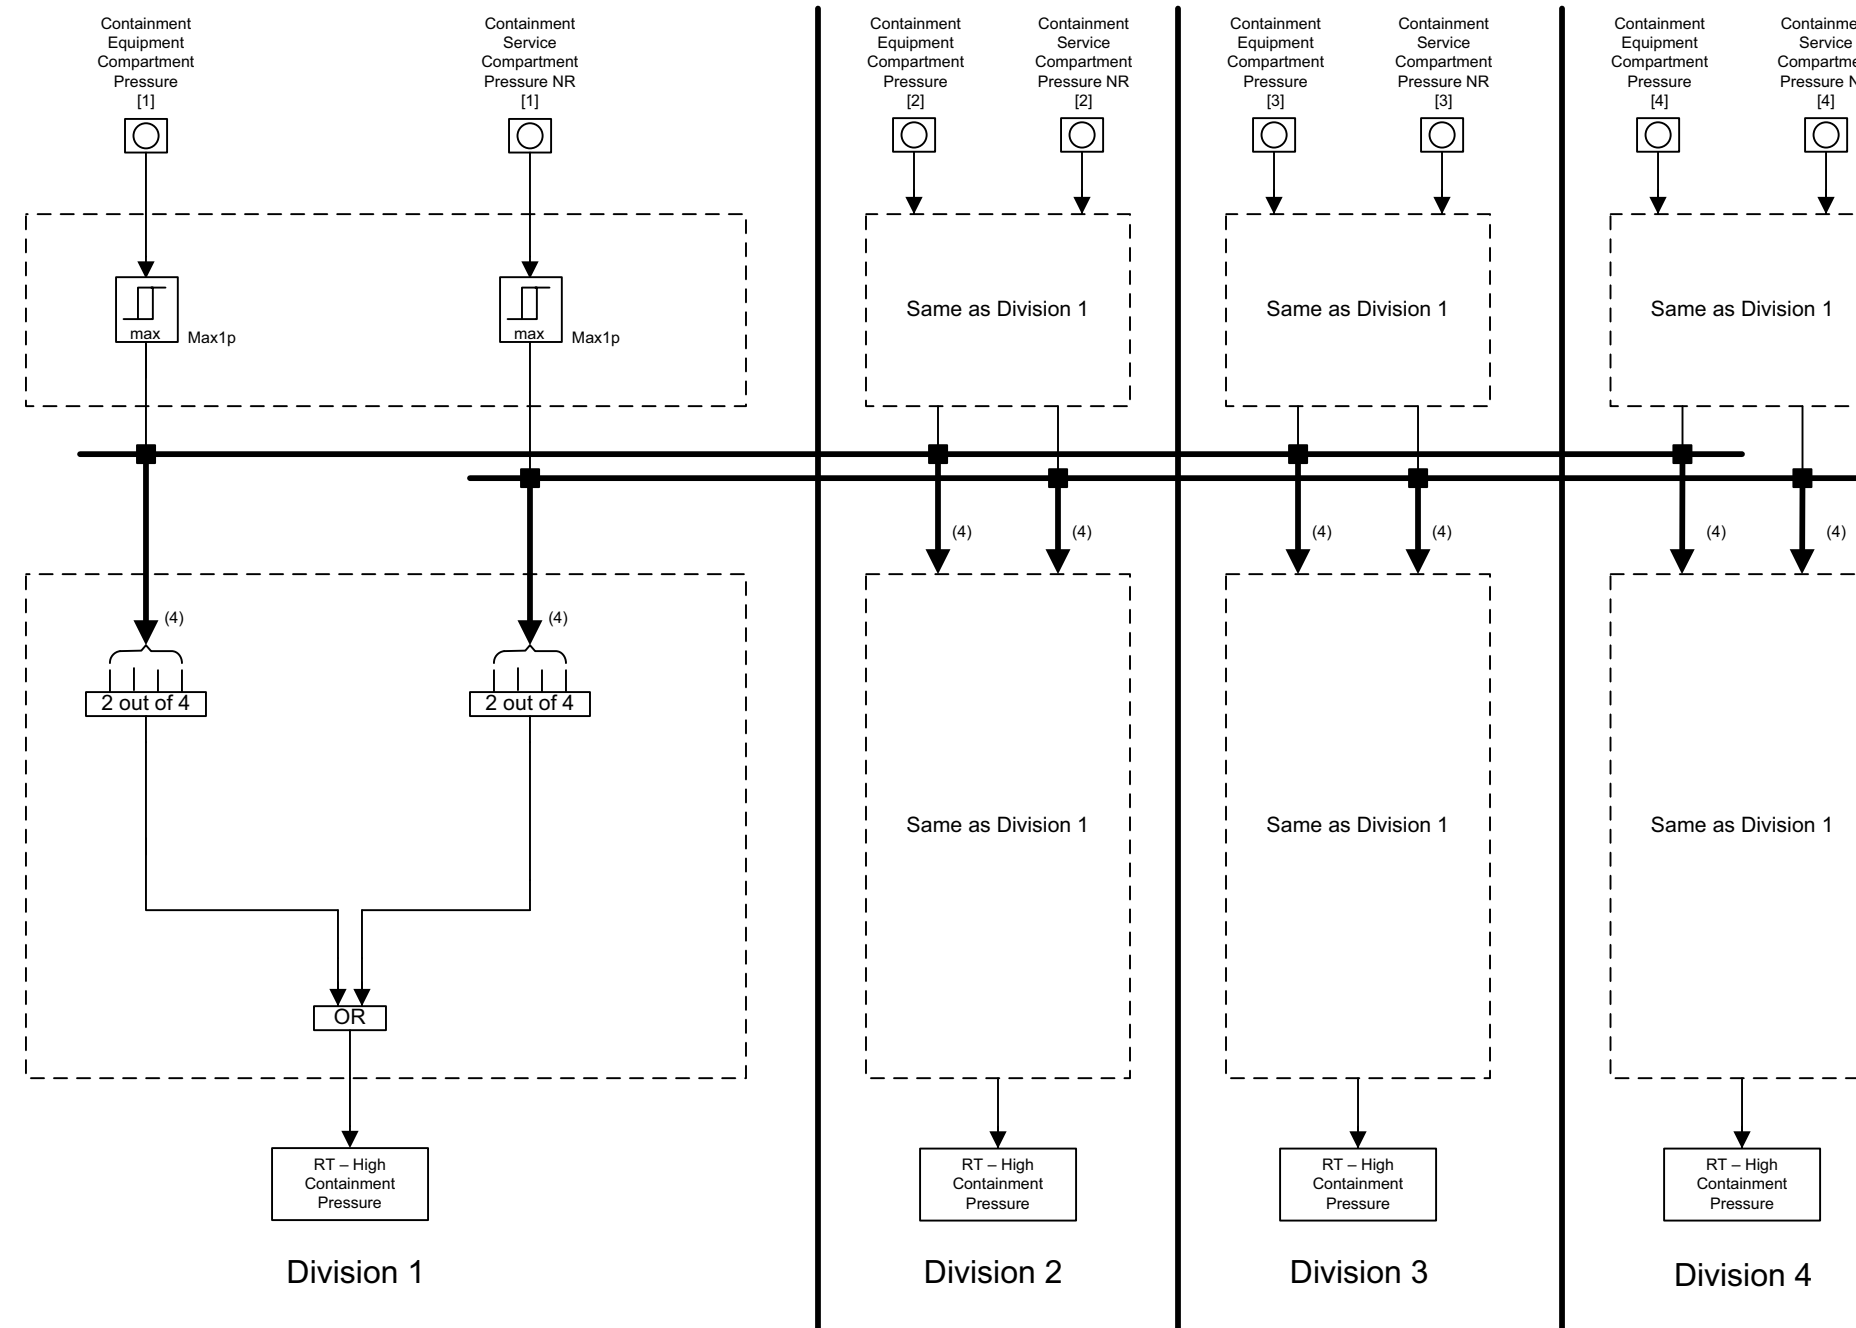 Containment
Equipment
Compartment
Pressure
[1]
Containment
Service
Compartment
Pressure NR
[1]
Containment
Equipment
Compartment
Pressure
[2]
Containment
Service
Compartment
Pressure NR
[2]
Containment
Equipment
Compartment
Pressure
[3]
Containment
Service
Compartment
Pressure NR
[3]
Containment
Equipment
Compartment
Pressure
[4]
Service
Pressure
[4]
max
Max1p
max
Max1p
Same as Division 1
Same as Division 1
Same as Division 1
(4)
(4)
(4)
(4)
(4)
(4)
(4)
(4)
2 out of 4
2 out of 4
Same as Division 1
Same as Division 1
Same as Division 1
OR
RT – High
Containment
Pressure
RT – High
Containment
Pressure
RT – High
Containment
Pressure
RT – High
Containment
Pressure
Division 1
Division 2
Division 3
Division 4